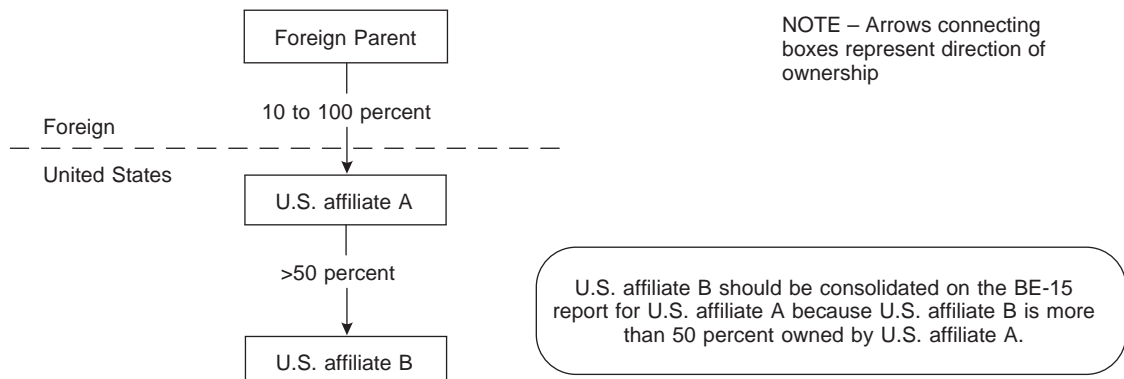 Foreign Parent
NOTE – Arrows connecting
boxes represent direction of
ownership
10 to 100 percent
Foreign
United States
U.S. affiliate A
>50 percent
U.S. affiliate B should be consolidated on the BE-15
report for U.S. affiliate A because U.S. affiliate B is more
than 50 percent owned by U.S. affiliate A.
U.S. affiliate B